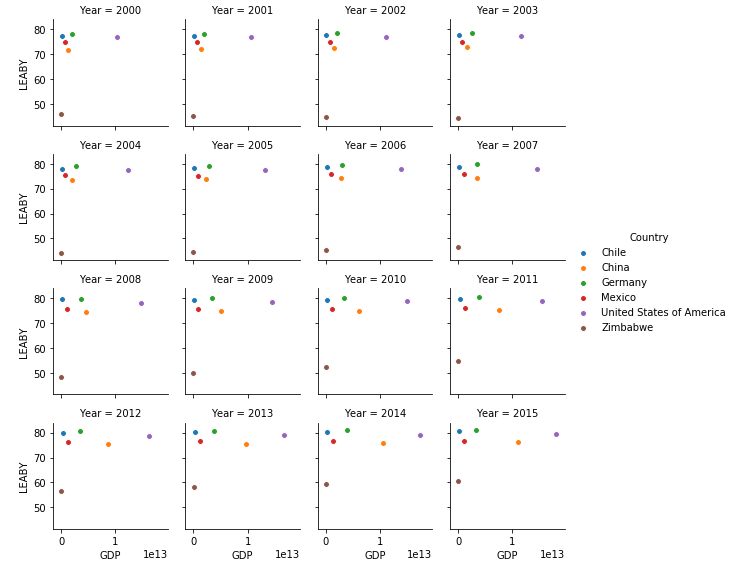 Year = 2000 Year = 2001 Year = 2002 Year = 2003
80
70
60
50
LEABY
Year = 2004 Year = 2005 Year = 2006 Year = 2007
80
70
60
50
LEABY
Year = 2008 Year = 2009 Year = 2010 Year = 2011
80
70
60
50
LEABY
Year = 2012 Year = 2013 Year = 2014 Year = 2015
80
70
60
50
LEABY
0 1 0 1 0 1 0 1
GDP 1e13 GDP 1e13 GDP 1e13 GDP 1e13
Country
Chile
China
Germany
Mexico
United States of America
Zimbabwe